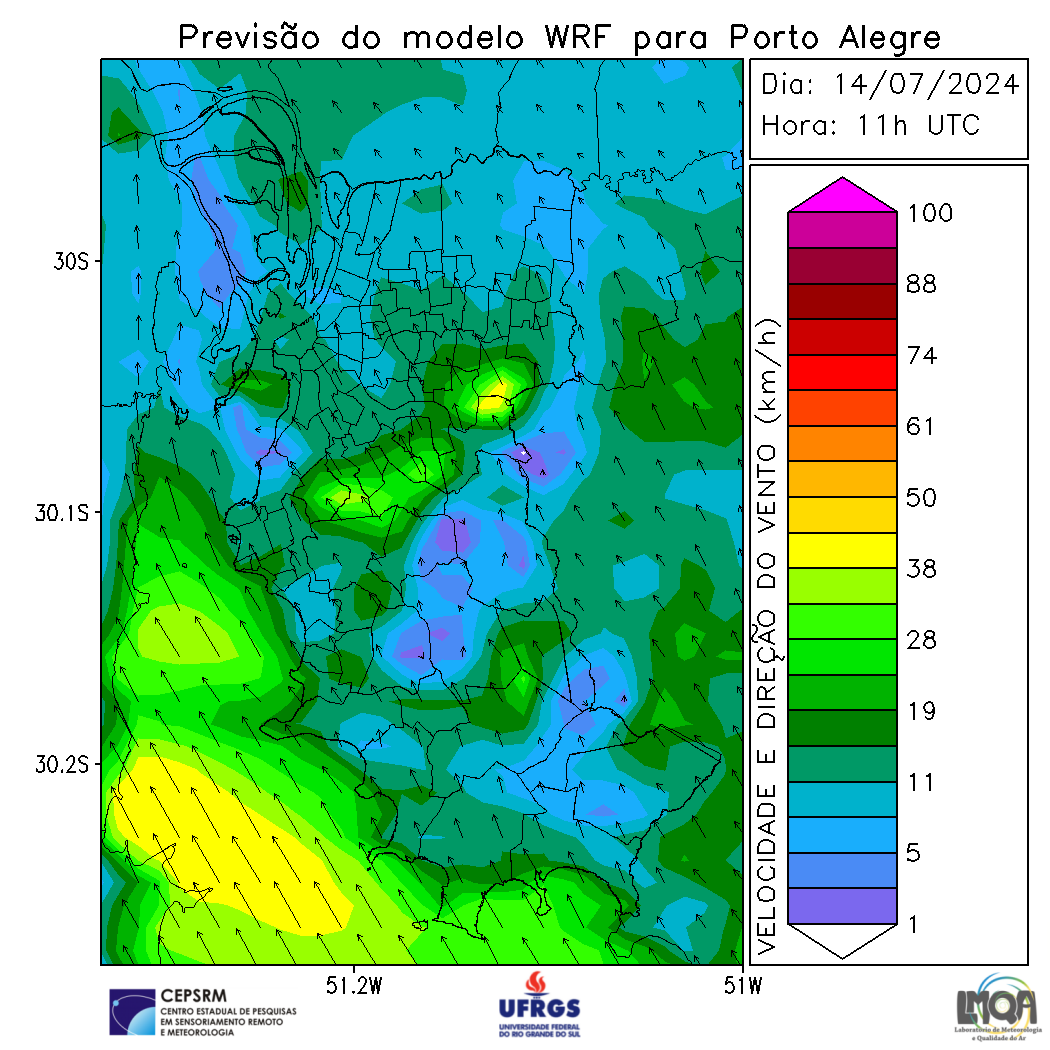 Previsão do modelo WRF para Porto Alegre
Dia: 14/07/2024
Hora: 11h UTC
30S
30.1S
30.2S
51.2W
51W
VELOCIDADE E DIREÇÃO DO VENTO (km/h)
100
88
74
61
50
38
28
19
11
5
1
CEPSRM
CENTRO ESTADUAL DE PESQUISAS
EM SENSORIAMENTO REMOTO
E METEOROLOGIA
UFRGS
UNIVERSIDADE FEDERAL
DO RIO GRANDE DO SUL
LMQA
Laboratório de Meteorologia
e Qualidade do Ar